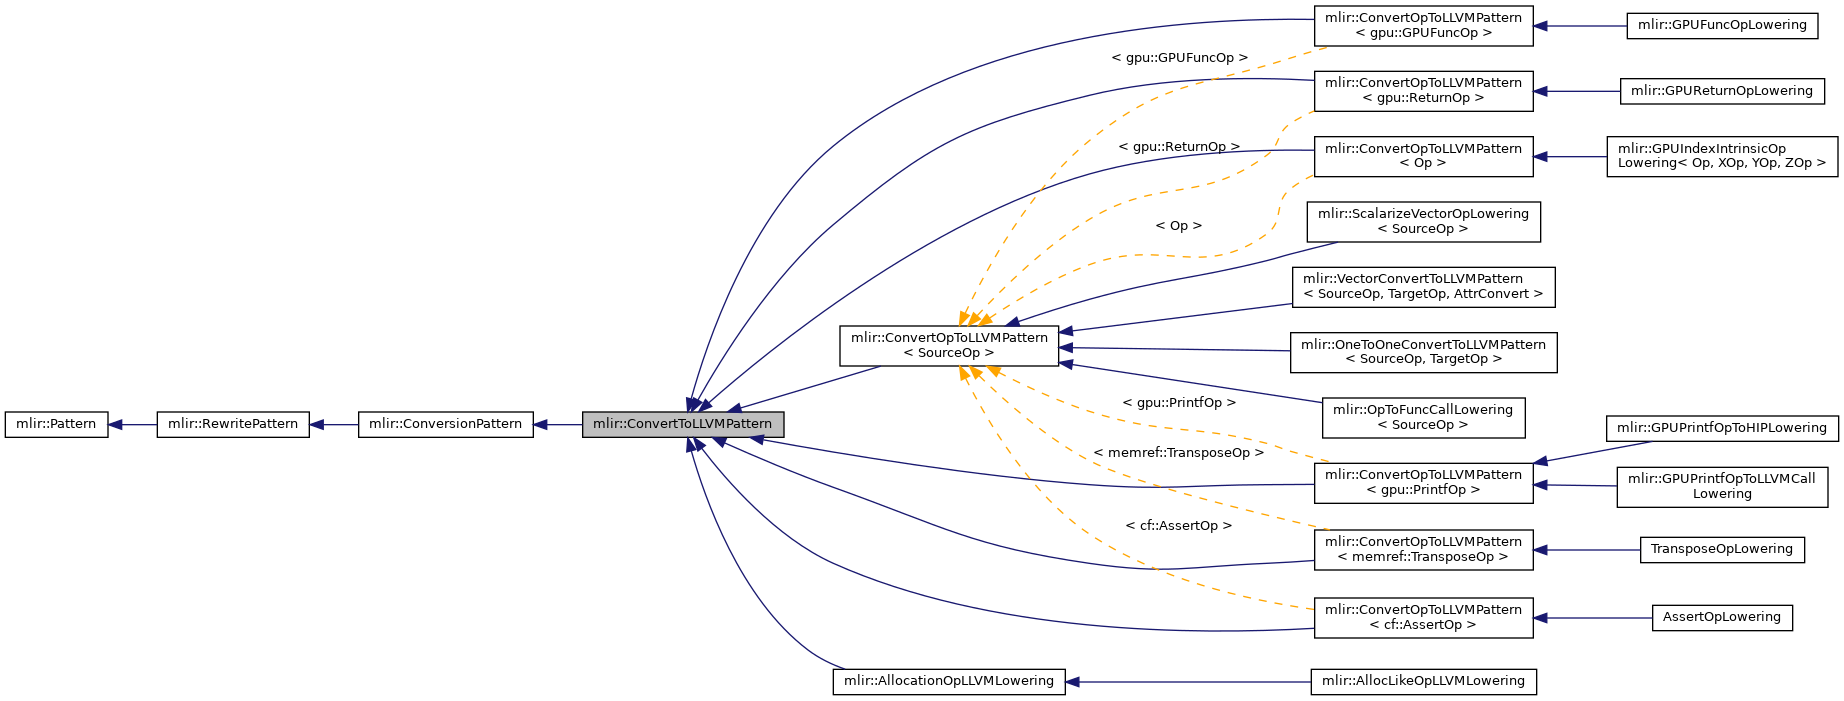 mlir::Pattern
mlir::RewritePattern
mlir::ConversionPattern
mlir::ConvertToLLVMPattern
mlir::ConvertOpToLLVMPattern
< SourceOp >
mlir::AllocationOpLLVMLowering
< gpu::GPUFuncOp >
< gpu::ReturnOp >
< Op >
< gpu::PrintfOp >
< memref::TransposeOp >
< cf::AssertOp >
mlir::ConvertOpToLLVMPattern
< gpu::GPUFuncOp >
mlir::ConvertOpToLLVMPattern
< gpu::ReturnOp >
mlir::ConvertOpToLLVMPattern
< Op >
mlir::ScalarizeVectorOpLowering
< SourceOp >
mlir::VectorConvertToLLVMPattern
< SourceOp, TargetOp, AttrConvert >
mlir::OneToOneConvertToLLVMPattern
< SourceOp, TargetOp >
mlir::OpToFuncCallLowering
< SourceOp >
mlir::ConvertOpToLLVMPattern
< gpu::PrintfOp >
mlir::ConvertOpToLLVMPattern
< memref::TransposeOp >
mlir::ConvertOpToLLVMPattern
< cf::AssertOp >
mlir::AllocLikeOpLLVMLowering
mlir::GPUFuncOpLowering
mlir::GPUReturnOpLowering
mlir::GPUIndexIntrinsicOp
Lowering< Op, XOp, YOp, ZOp >
mlir::GPUPrintfOpToHIPLowering
mlir::GPUPrintfOpToLLVMCall
Lowering
TransposeOpLowering
AssertOpLowering